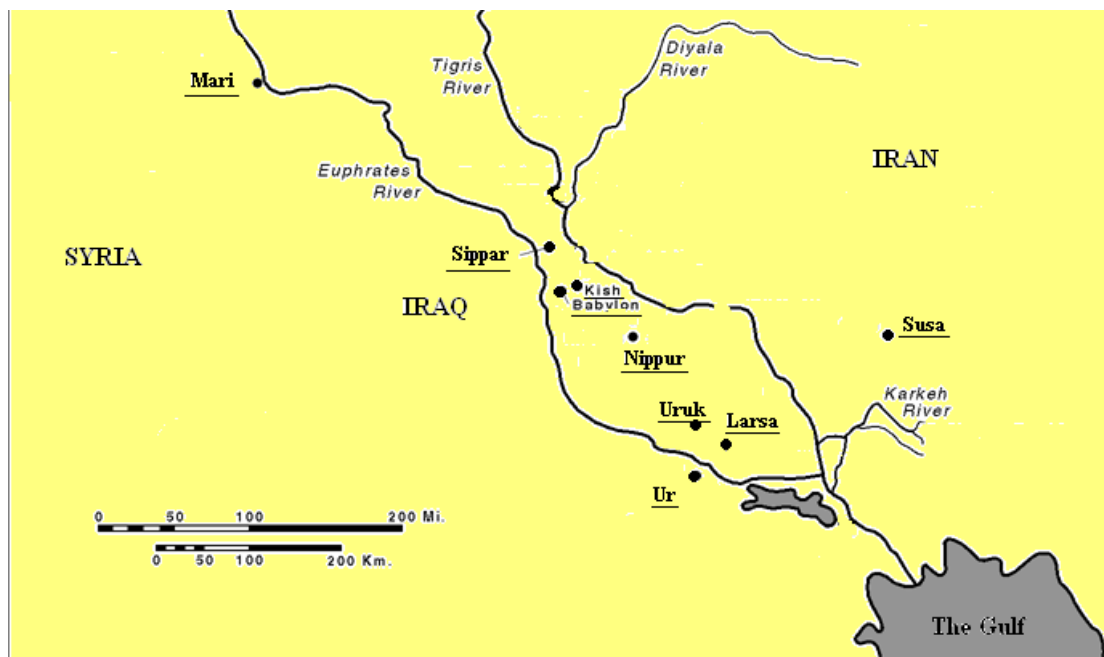 Diyala
River
Tigris
River
Mari
IRAN
Euphrates
River
SYRIA
Sippar
IRAQ
Kish
Babylon
Susa
Nippur
Karkeh
River
Uruk
Larsa
Ur
0 50 100 200 Mi.
0 50 100 200 Km.
The Gulf